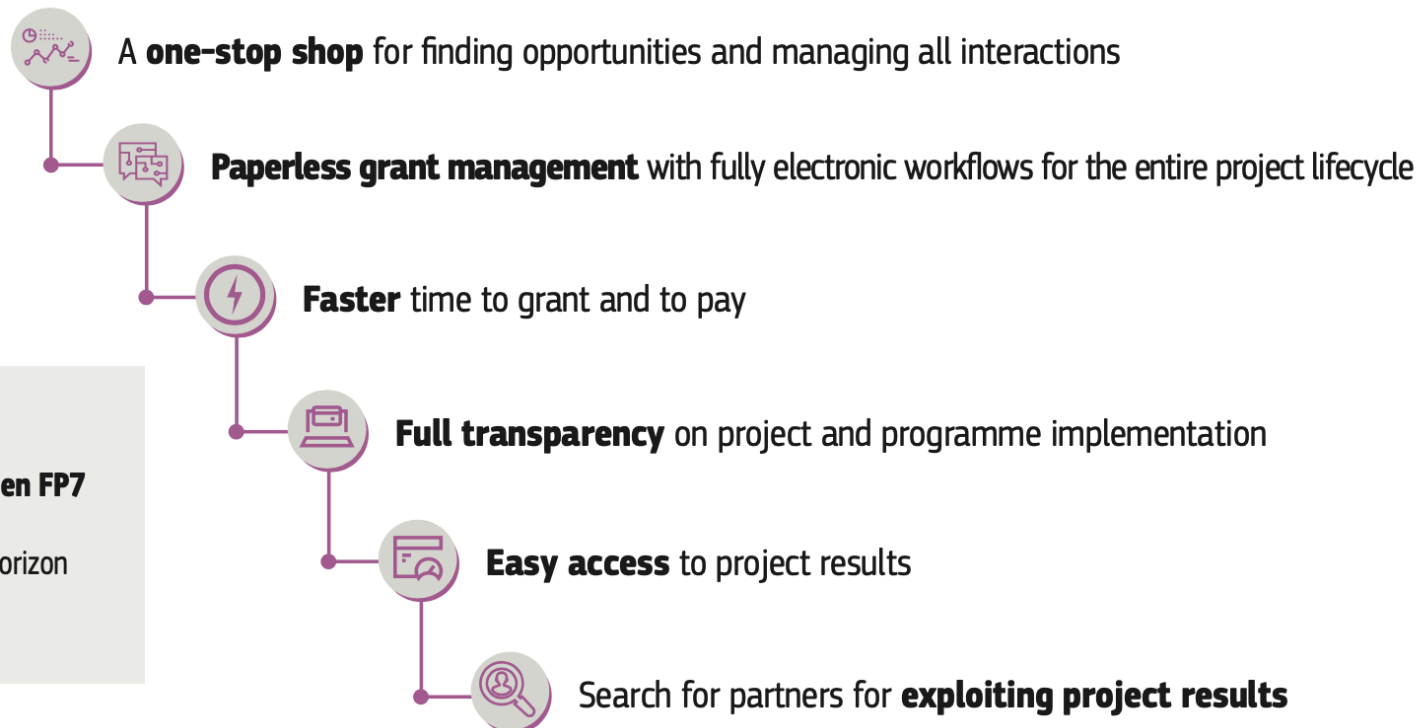 A one-stop shop for finding opportunities and managing all interactions
Paperless grant management with fully electronic workflows for the entire project lifecycle
Faster time to grant and to pay
Full transparency on project and programme implementation
en FP7
orizon
Easy access to project results
Search for partners for exploiting project results